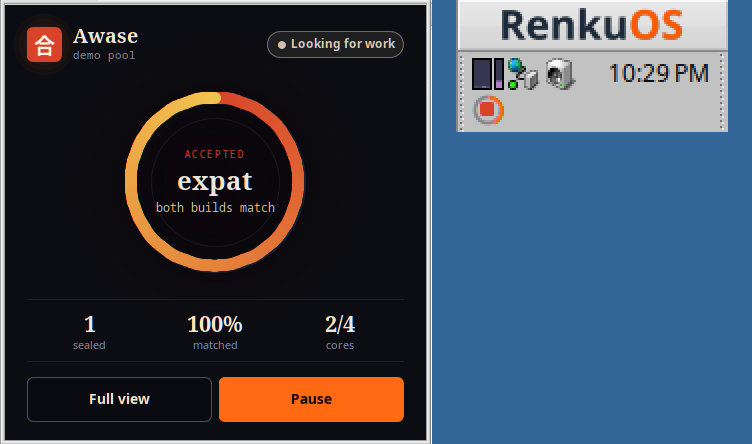 合
Awase
demo pool
Looking for work
ACCEPTED
expat
both builds match
1
sealed
100%
matched
2/4
cores
Full view
Pause
RenkuOS
10:29 PM